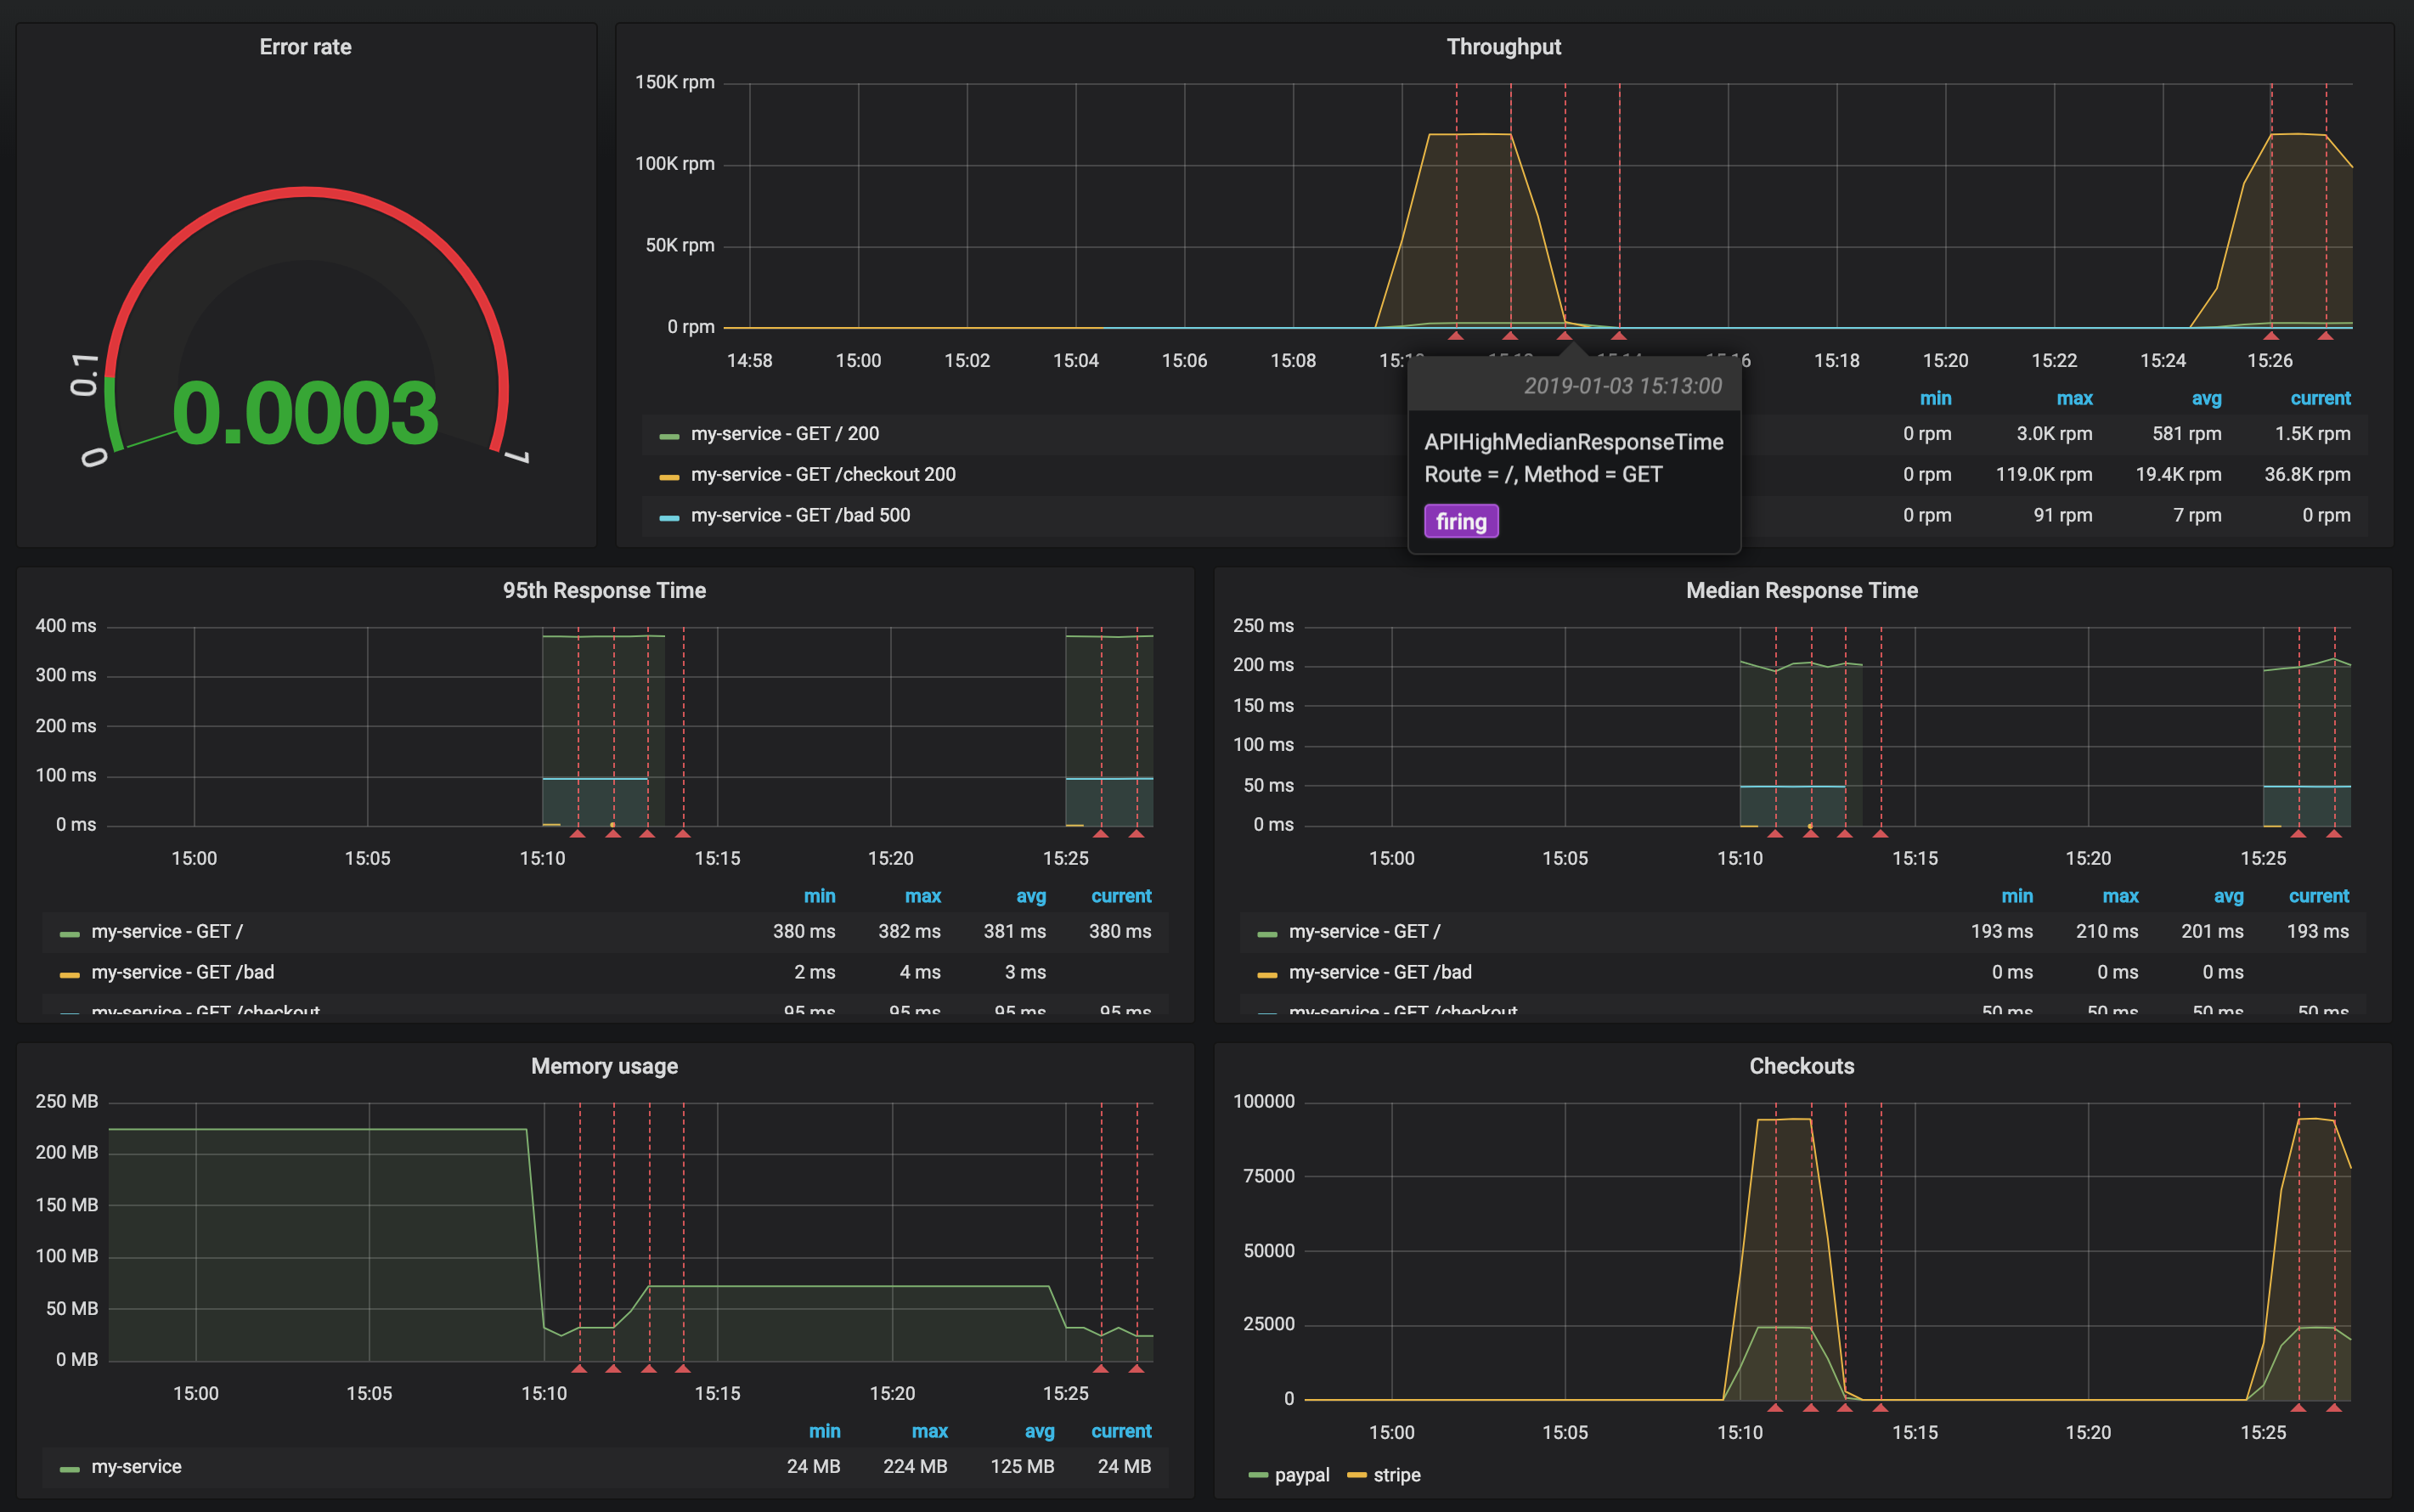 Error rate
0
0.1
1
0.0003
Throughput
150K rpm
100K rpm
50K rpm
0 rpm
14:58 15:00 15:02 15:04 15:06 15:08 15:18 15:20 15:22 15:24 15:26
2019-01-03 15:13:00
APIHighMedianResponseTime
Route = /, Method = GET
firing
min max avg current
my-service - GET / 200 0 rpm 3.0K rpm 581 rpm 1.5K rpm
my-service - GET /checkout 200 0 rpm 119.0K rpm 19.4K rpm 36.8K rpm
my-service - GET /bad 500 0 rpm 91 rpm 7 rpm 0 rpm
95th Response Time
400 ms
300 ms
200 ms
100 ms
0 ms
15:00 15:05 15:10 15:15 15:20 15:25
min max avg current
my-service - GET / 380 ms 382 ms 381 ms 380 ms
my-service - GET /bad 2 ms 4 ms 3 ms
my-service - GET /checkout 95 ms 95 ms 95 ms 95 ms
Median Response Time
250 ms
200 ms
150 ms
100 ms
50 ms
0 ms
15:00 15:05 15:10 15:15 15:20 15:25
min max avg current
my-service - GET / 193 ms 210 ms 201 ms 193 ms
my-service - GET /bad 0 ms 0 ms 0 ms
my-service - GET /checkout 50 ms 50 ms 50 ms 50 ms
Memory usage
250 MB
200 MB
150 MB
100 MB
50 MB
0 MB
15:00 15:05 15:10 15:15 15:20 15:25
min max avg current
my-service 24 MB 224 MB 125 MB 24 MB
Checkouts
100000
75000
50000
25000
0
15:00 15:05 15:10 15:15 15:20 15:25
paypal stripe